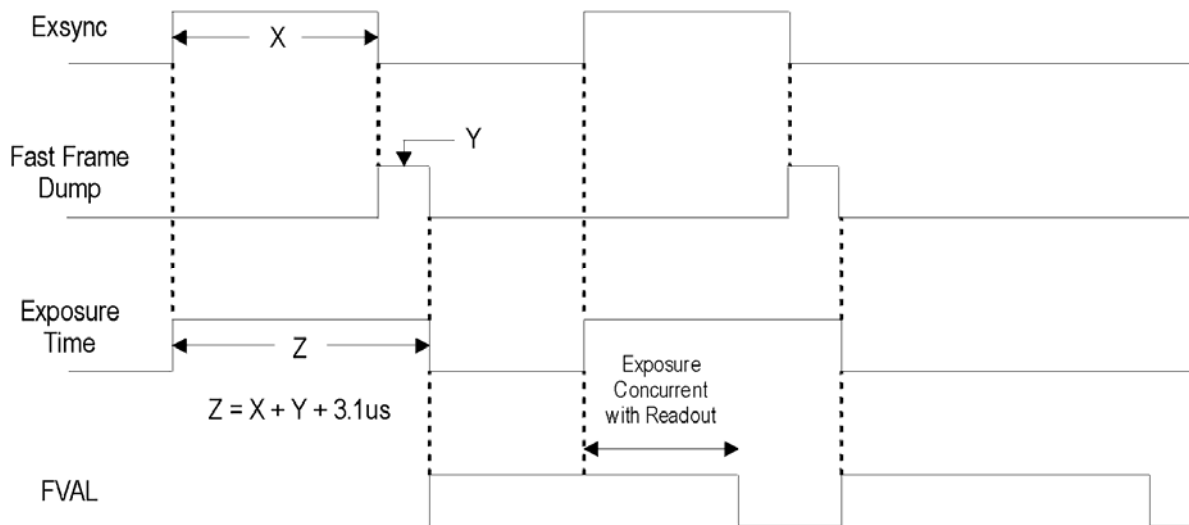 Exsync
X
Y
Fast Frame
Dump
Exposure
Time
Z
Z = X + Y + 3.1us
Exposure
Concurrent
with Readout
FVAL